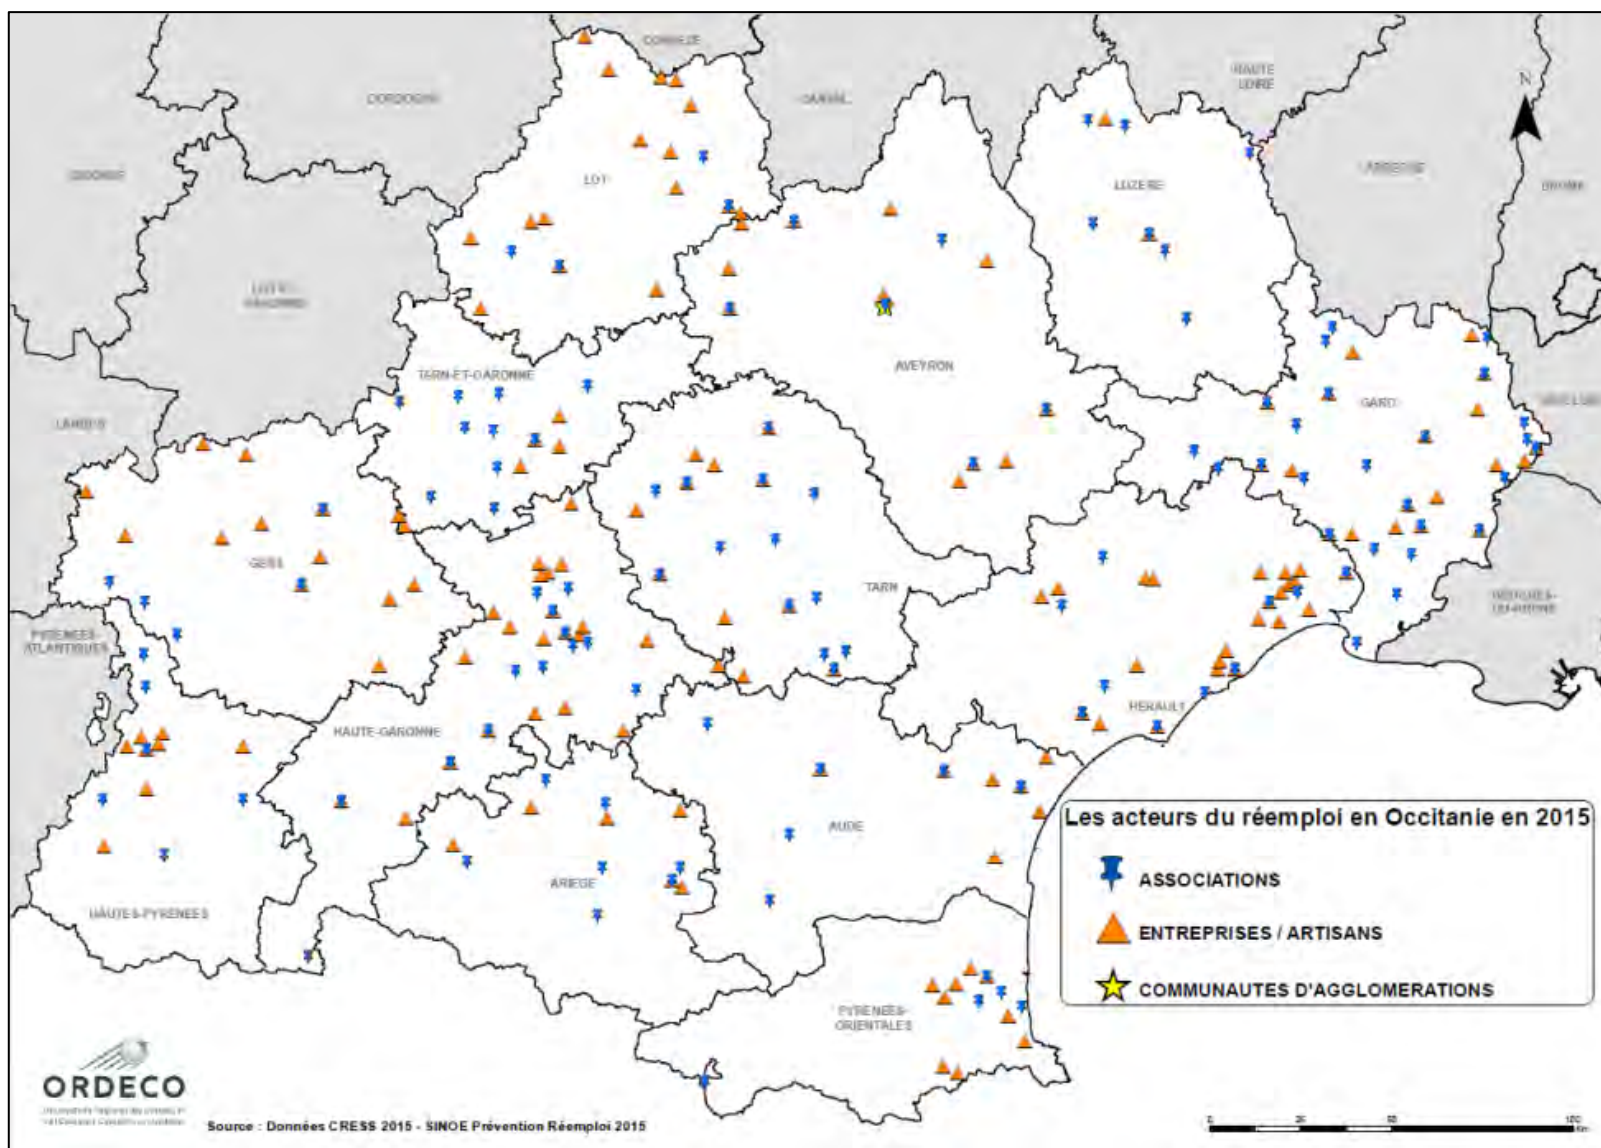 CORREZE
HAUTE
LOIRE
DORDOGNE
CANTAL
ARDECHE
GIRONDE
DROME
LOT
LOZERE
LOT-ET-
GARONNE
TARN-ET-GARONNE
AVEYRON
GARD
VAUCLUSE
LANDES
GERS
TARN
BOUCHES-
DU-RHONE
PYRENEES-
ATLANTIQUES
HERAULT
HAUTE-GARONNE
AUDE
ARIEGE
HAUTES-PYRENEES
PYRENEES-
ORIENTALES
N
Les acteurs du réemploi en Occitanie en 2015
ASSOCIATIONS
ENTREPRISES / ARTISANS
COMMUNAUTES D'AGGLOMERATIONS
ORDECO
Source : Données CRESS 2015 - SINOE Prévention Réemploi 2015